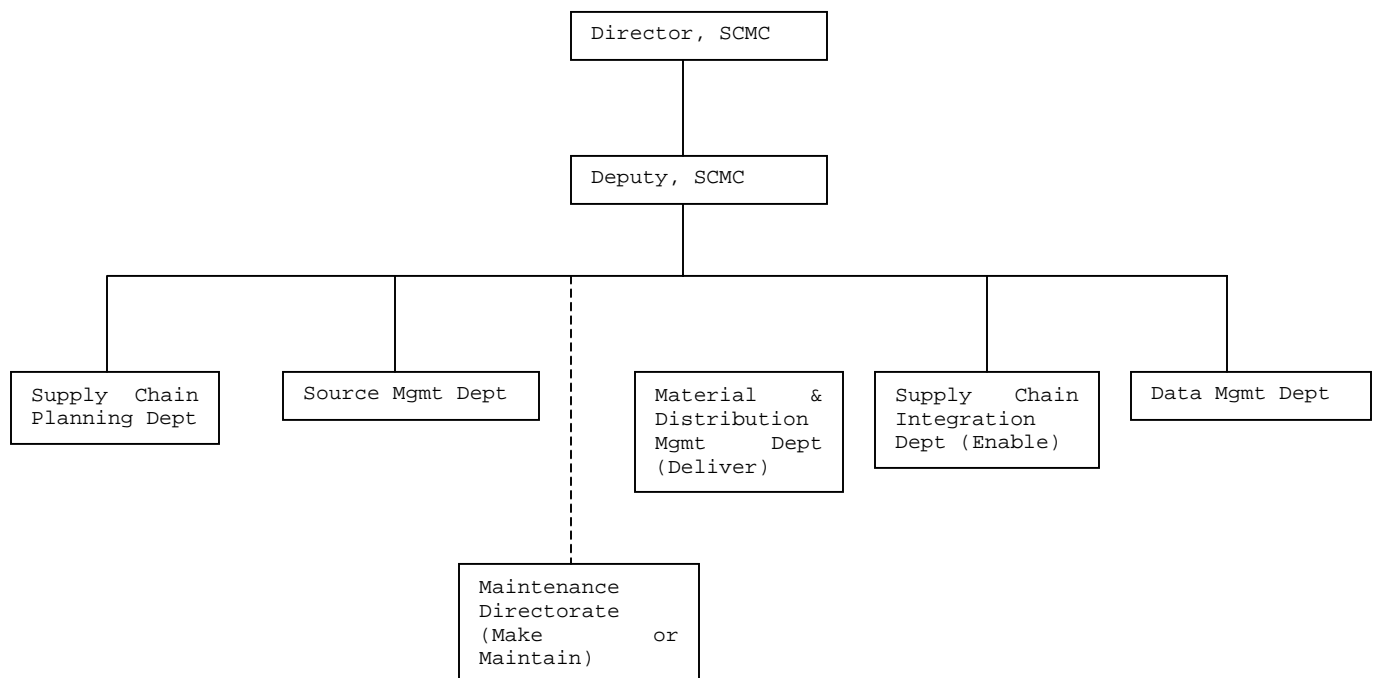 Director, SCMC
Deputy, SCMC
Supply Chain
Planning Dept
Source Mgmt Dept
Material &
Distribution
Mgmt Dept
(Deliver)
Supply Chain
Integration
Dept (Enable)
Data Mgmt Dept
Maintenance
Directorate
(Make or
Maintain)